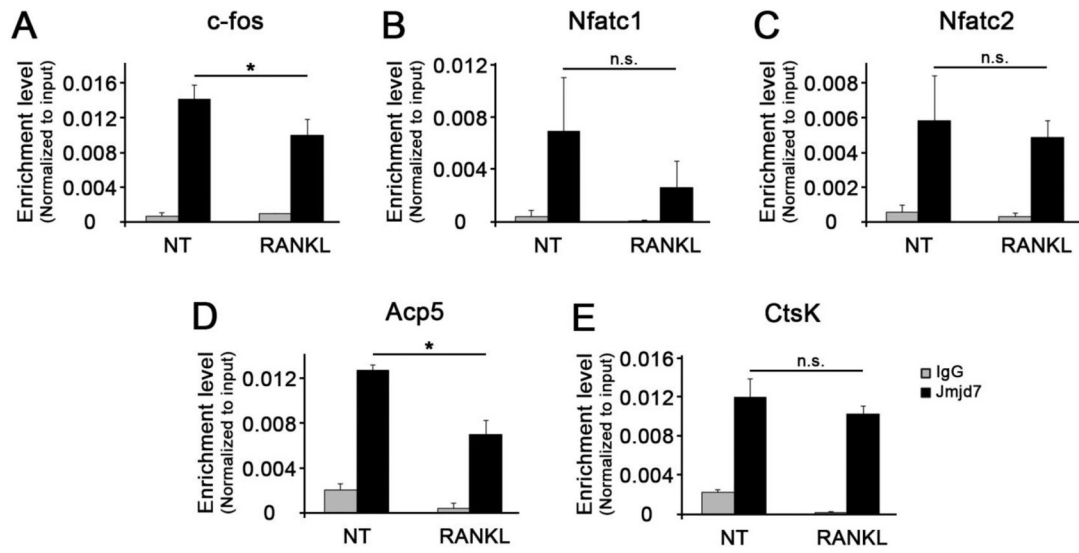 A
c-fos
Enrichment level
(Normalized to input)
0.016
0.012
0.008
0.004
0
*
NT
RANKL
B
Nfatc1
Enrichment level
(Normalized to input)
0.012
0.008
0.004
0
n.s.
NT
RANKL
C
Nfatc2
Enrichment level
(Normalized to input)
0.008
0.006
0.004
0.002
0
n.s.
NT
RANKL
D
Acp5
Enrichment level
(Normalized to input)
0.012
0.008
0.004
0
*
NT
RANKL
E
CtsK
Enrichment level
(Normalized to input)
0.016
0.012
0.008
0.004
0
n.s.
NT
RANKL
IgG
Jmjd7